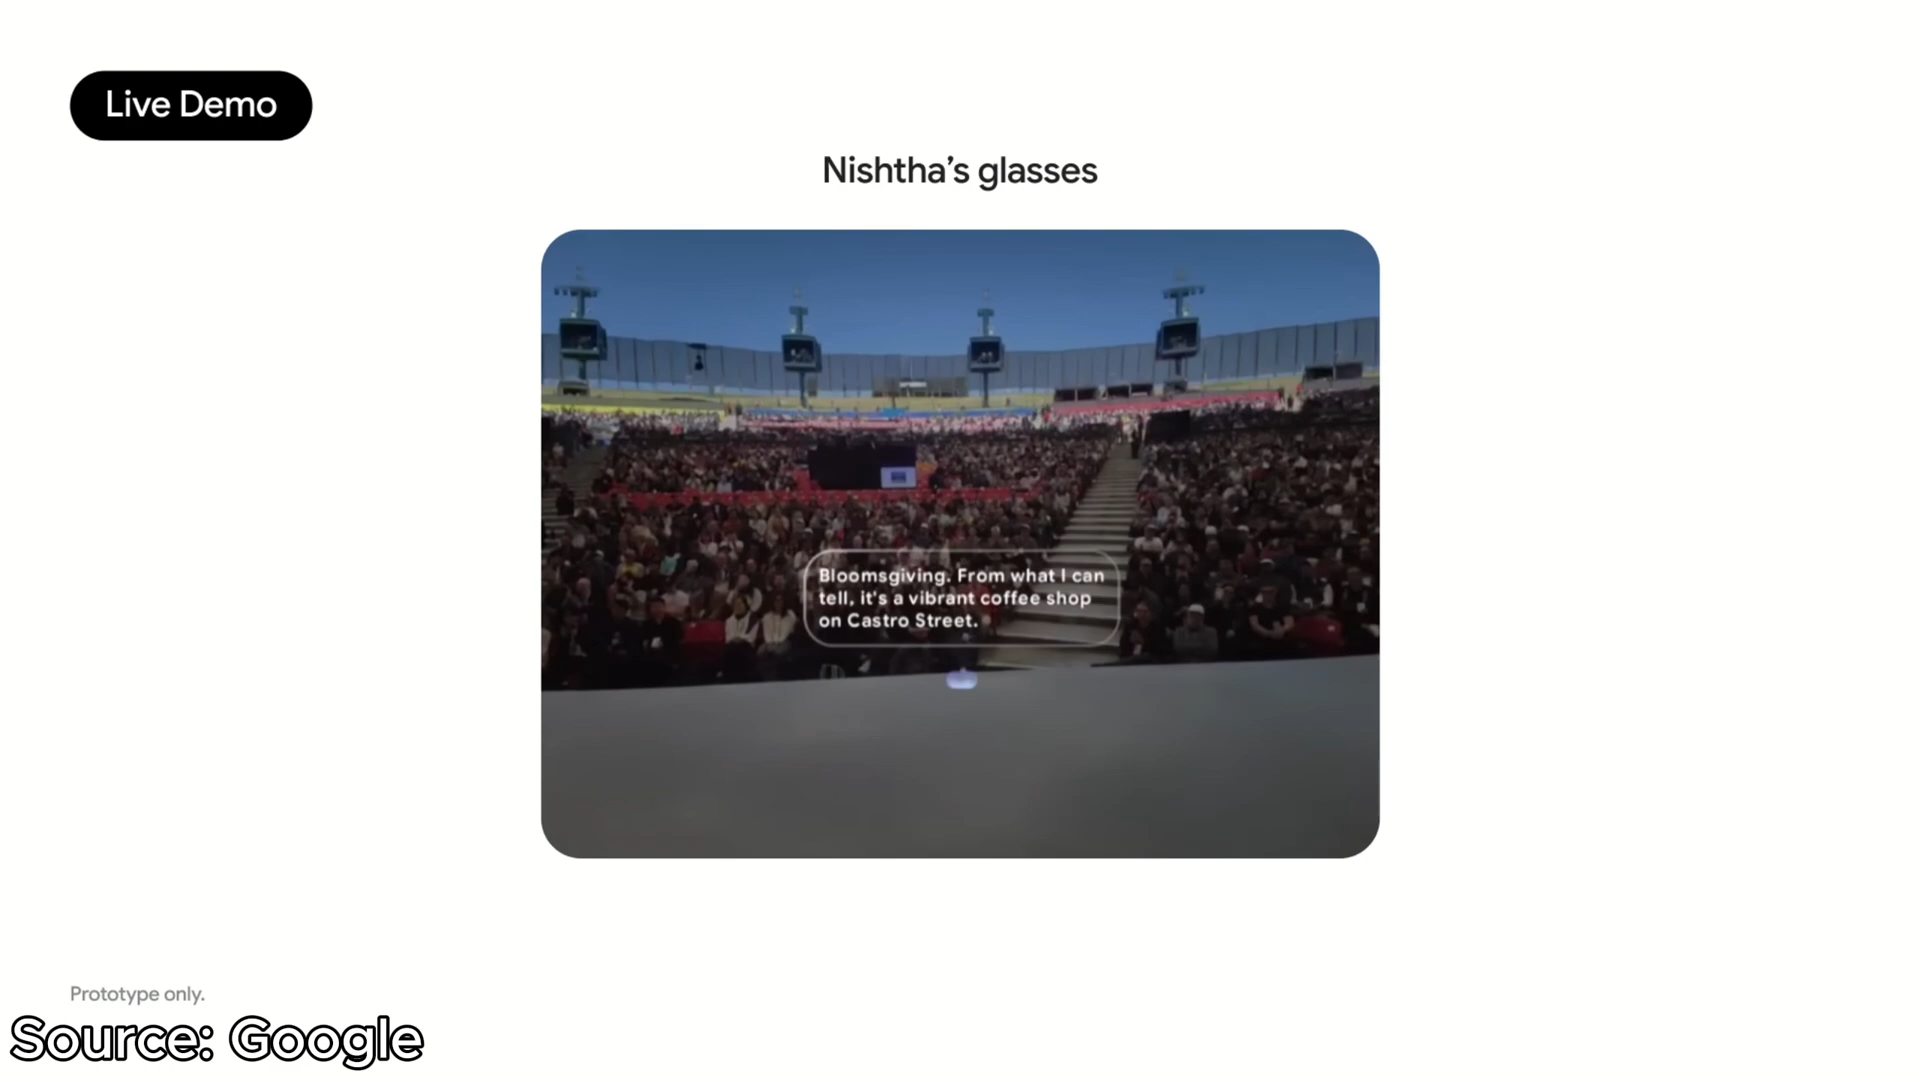 Live Demo
Nishtha’s glasses
Bloomsgiving. From what I can
tell, it's a vibrant coffee shop
on Castro Street.
Prototype only.
Source: Google